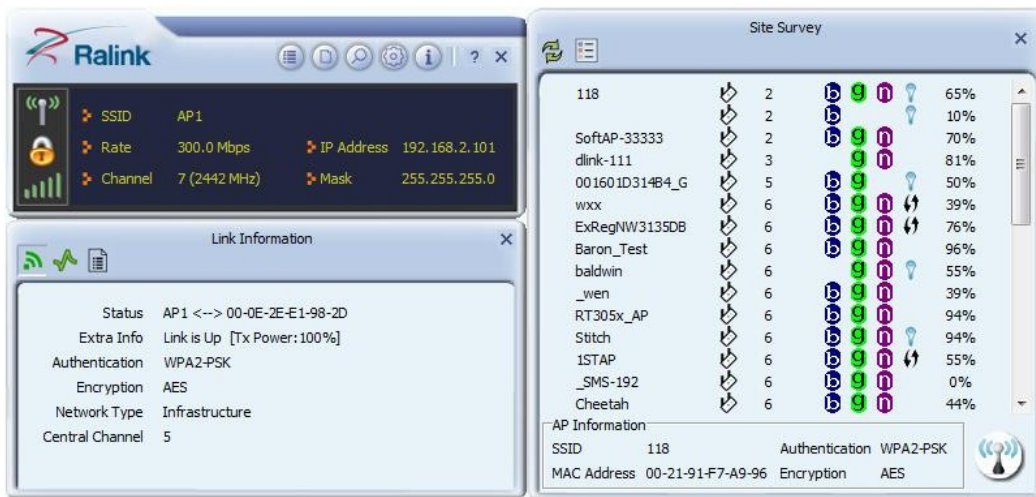 Ralink
? X
SSID AP1
Rate 300.0 Mbps IP Address 192.168.2.101
Channel 7 (2442 MHz) Mask 255.255.255.0
Link Information
Status AP1 <--> 00-0E-2E-E1-98-2D
Extra Info Link is Up [Tx Power:100%]
Authentication WPA2-PSK
Encryption AES
Network Type Infrastructure
Central Channel 5
Site Survey
118 2 b g n 65%
2 b 10%
SoftAP-33333 2 b g n 70%
dlink-111 3 g n 81%
001601D314B4_G 5 b g 50%
wxx 6 b g n 39%
ExRegNW3135DB 6 b g n 76%
Baron_Test 6 b g n 96%
baldwin 6 g n 55%
_wen 6 b g n 39%
RT305x_AP 6 b g n 94%
Stitch 6 b g n 94%
1STAP 6 b g n 55%
_SMS-192 6 b g n 0%
Cheetah 6 b g n 44%
AP Information
SSID 118 Authentication WPA2-PSK
MAC Address 00-21-91-F7-A9-96 Encryption AES